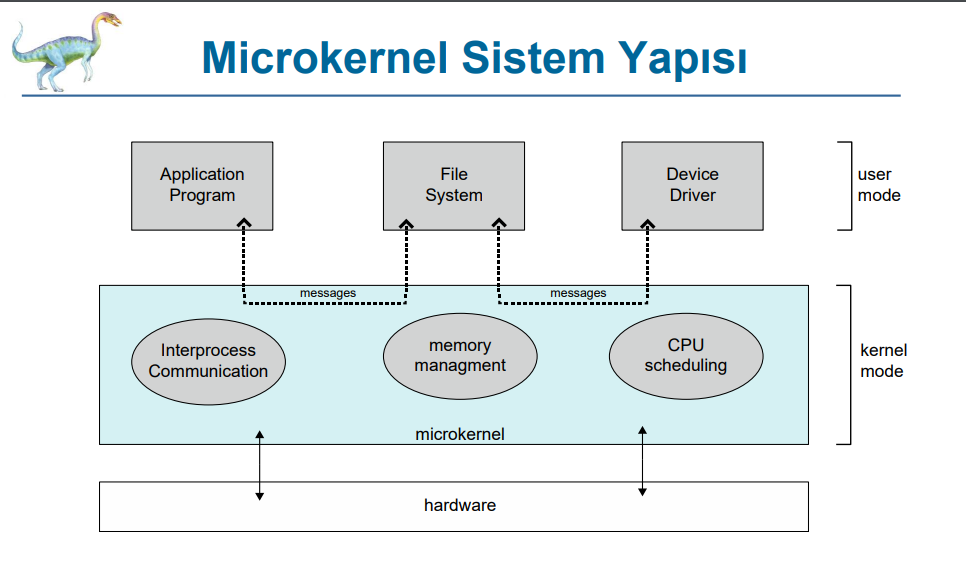 Microkernel Sistem Yapısı
Application
Program
File
System
Device
Driver
user
mode
messages
messages
Interprocess
Communication
memory
managment
CPU
scheduling
kernel
mode
microkernel
hardware